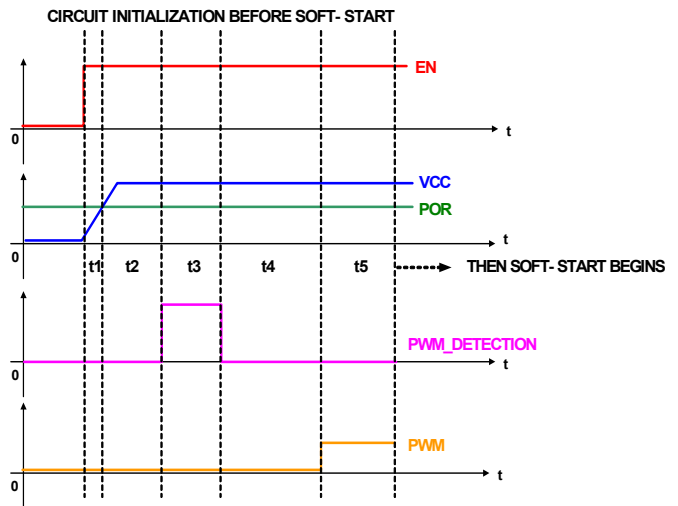 CIRCUIT INITIALIZATION BEFORE SOFT- START
EN
t
0
VCC
POR
t
0
t1 t2 t3 t4 t5 THEN SOFT- START BEGINS
PWM_DETECTION
t
0
PWM
t
0